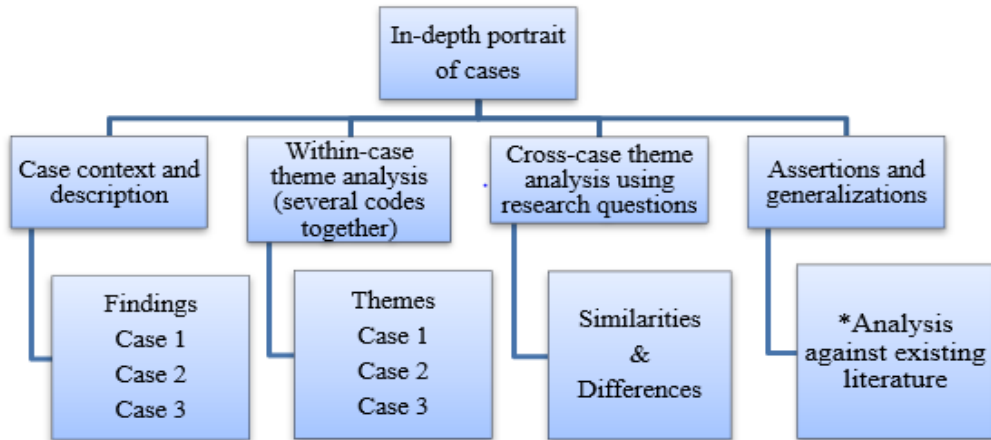 In-depth portrait
of cases
Case context and
description
Within-case
theme analysis
(several codes
together)
Cross-case theme
analysis using
research questions
Assertions and
generalizations
Findings
Case 1
Case 2
Case 3
Themes
Case 1
Case 2
Case 3
Similarities
&
Differences
*Analysis
against existing
literature